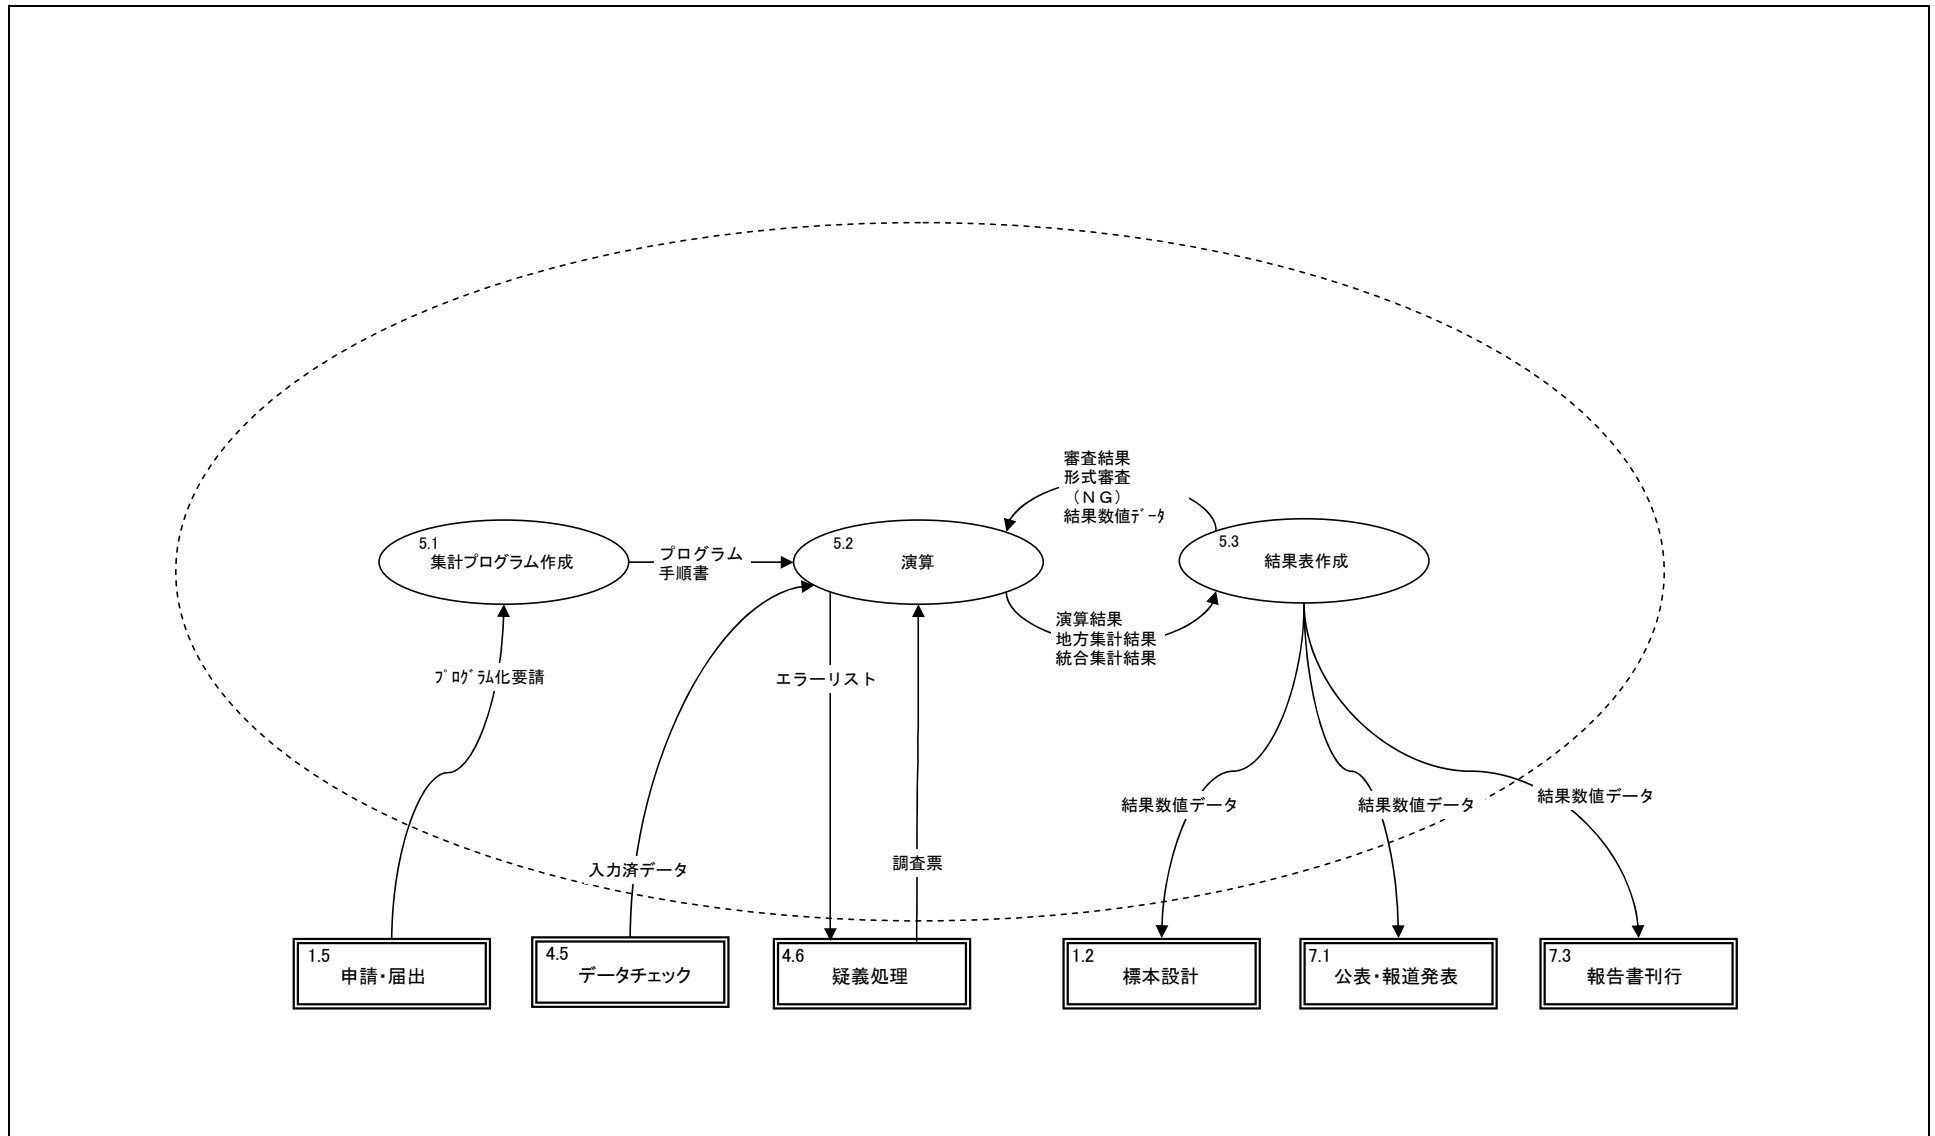 審査結果
形式審査
（ＮＧ）
結果数値ﾃﾞｰﾀ
5.1
集計プログラム作成
プログラム
手順書
5.2
演算
5.3
結果表作成
演算結果
地方集計結果
統合集計結果
ﾌﾟﾛｸﾞﾗﾑ化要請
エラーリスト
結果数値データ
結果数値データ
結果数値データ
入力済データ
調査票
1.5
申請・届出
4.5
データチェック
4.6
疑義処理
1.2
標本設計
7.1
公表・報道発表
7.3
報告書刊行